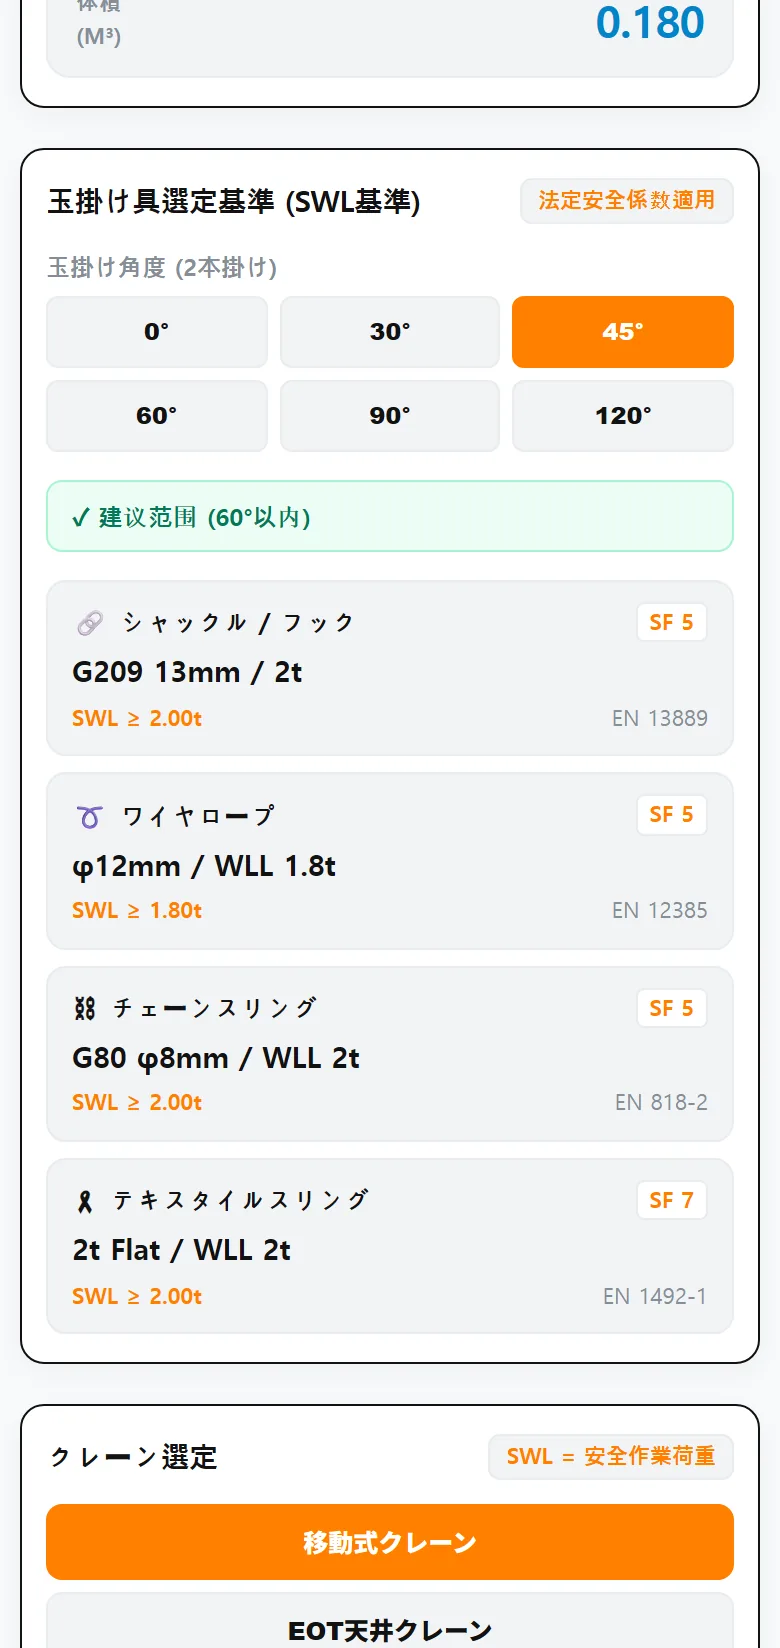 体積
(M³)
0.180
玉掛け具選定基準 (SWL基準)
法定安全係数適用
玉掛け角度 (2本掛け)
0°
30°
45°
60°
90°
120°
✓ 建议范围 (60°以内)
シャックル / フック
SF 5
G209 13mm / 2t
SWL ≥ 2.00t
EN 13889
ワイヤロープ
SF 5
φ12mm / WLL 1.8t
SWL ≥ 1.80t
EN 12385
チェーンスリング
SF 5
G80 φ8mm / WLL 2t
SWL ≥ 2.00t
EN 818-2
テキスタイルスリング
SF 7
2t Flat / WLL 2t
SWL ≥ 2.00t
EN 1492-1
クレーン選定
SWL = 安全作業荷重
移動式クレーン
EOT天井クレーン